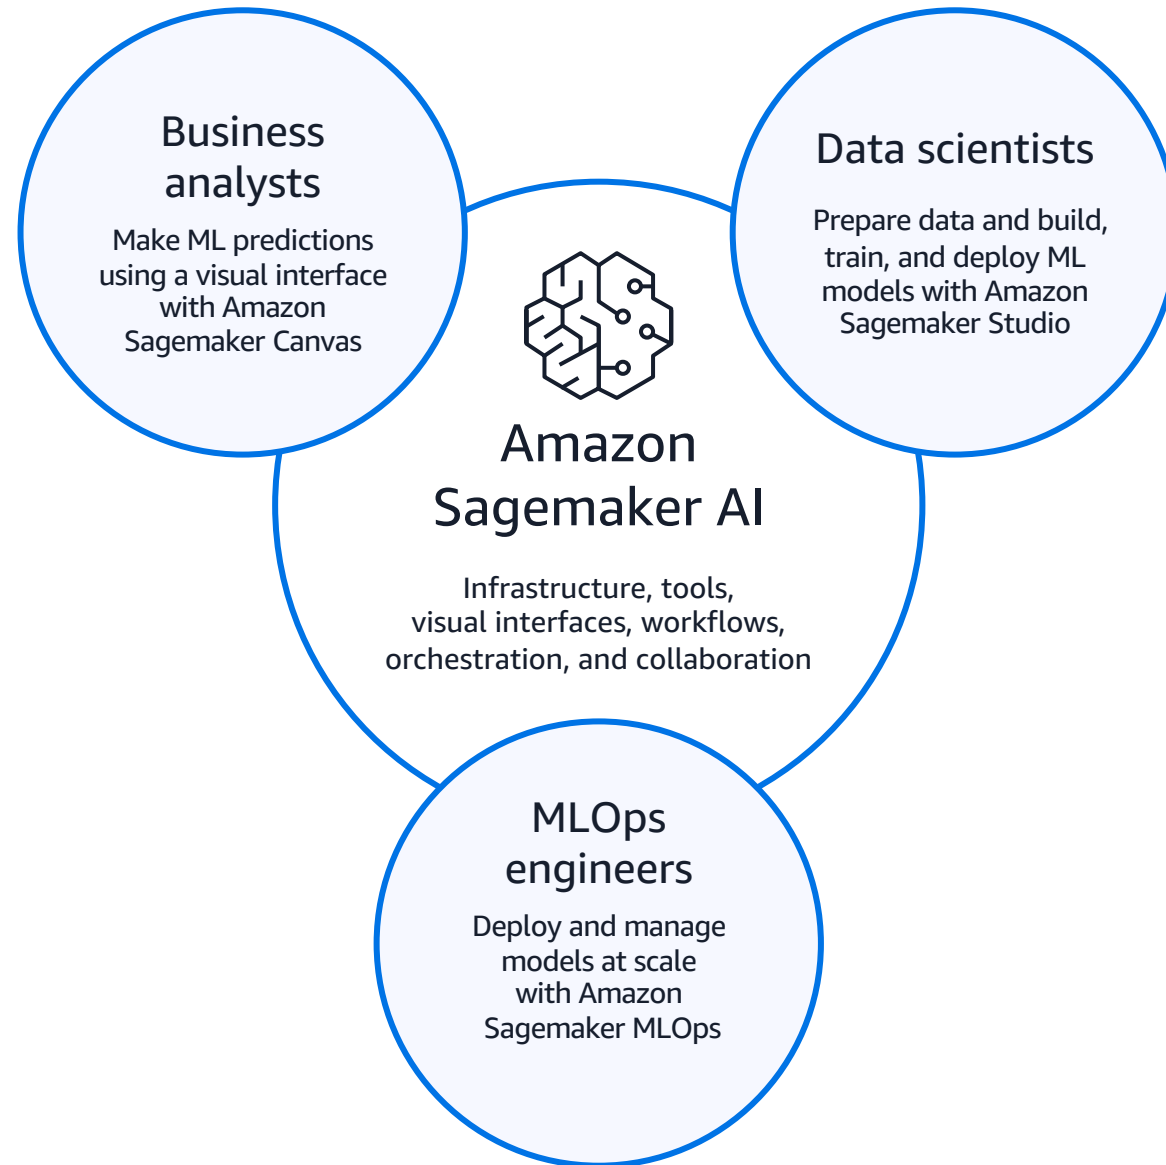 Business
analysts
Make ML predictions
using a visual interface
with Amazon
Sagemaker Canvas
Data scientists
Prepare data and build,
train, and deploy ML
models with Amazon
Sagemaker Studio
Amazon
Sagemaker AI
Infrastructure, tools,
visual interfaces, workflows,
orchestration, and collaboration
MLOps
engineers
Deploy and manage
models at scale
with Amazon
Sagemaker MLOps